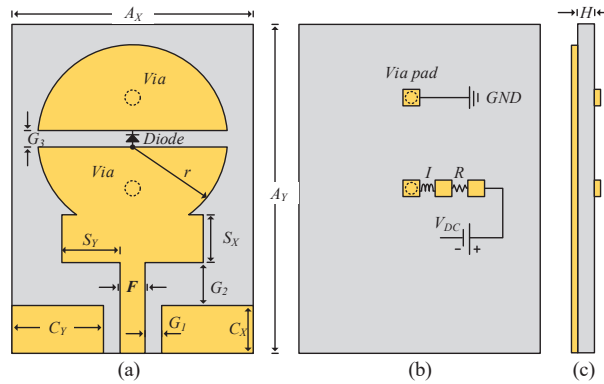 A_X
H
Via
Via pad
GND
G_3
Diode
Via
r
I R
A_Y
S_Y
S_X
V_DC
− +
F
G_2
C_Y
G_1
C_X
(a)
(b)
(c)